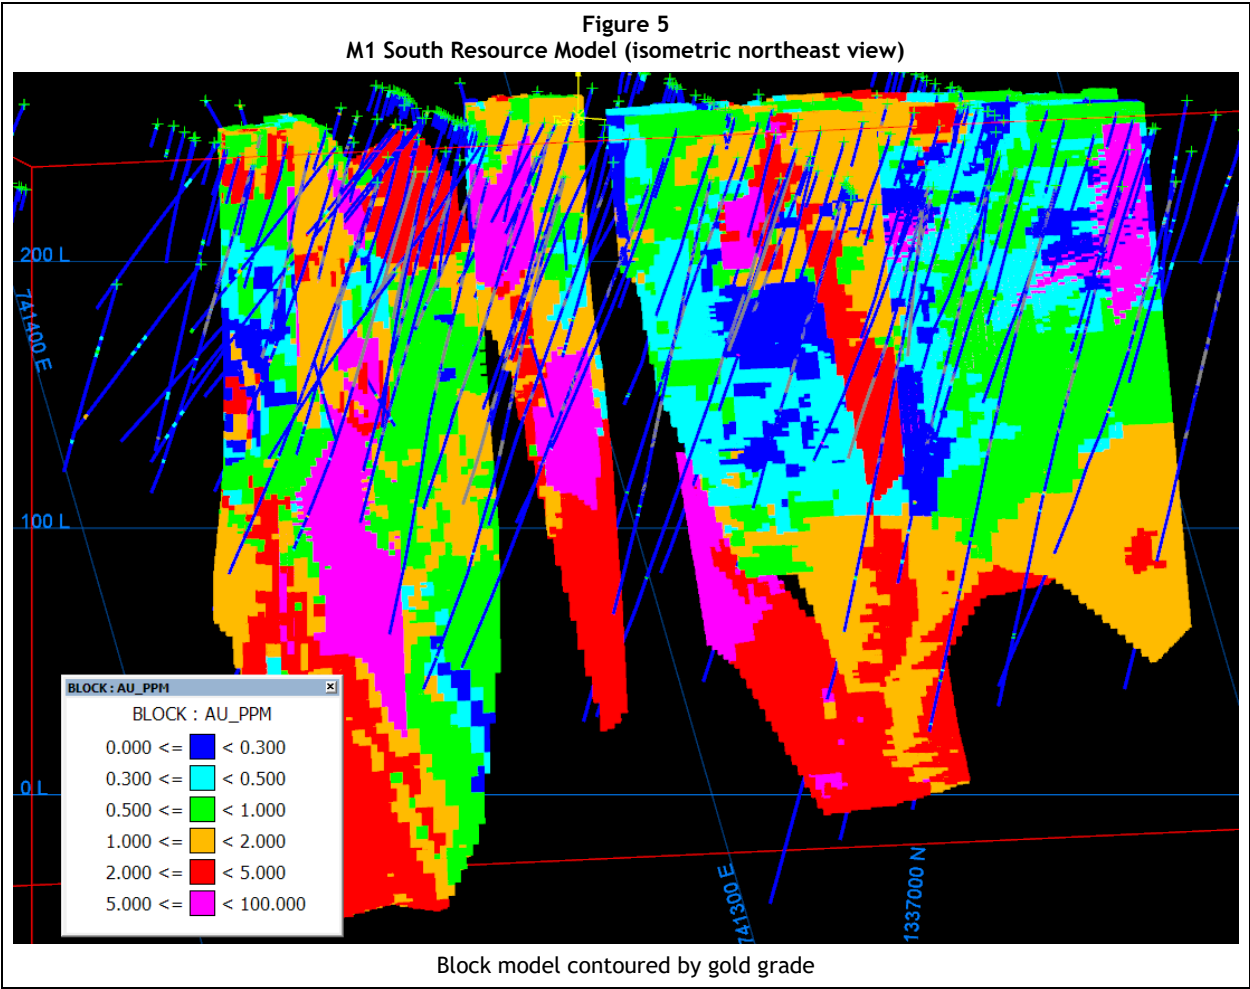 Figure 5
M1 South Resource Model (isometric northeast view)
200 L
741400 E
100 L
BLOCK : AU_PPM
BLOCK : AU_PPM
0.000 <= < 0.300
0.300 <= < 0.500
0.500 <= < 1.000
1.000 <= < 2.000
2.000 <= < 5.000
5.000 <= < 100.000
0 L
741300 E
1337000 N
Block model contoured by gold grade